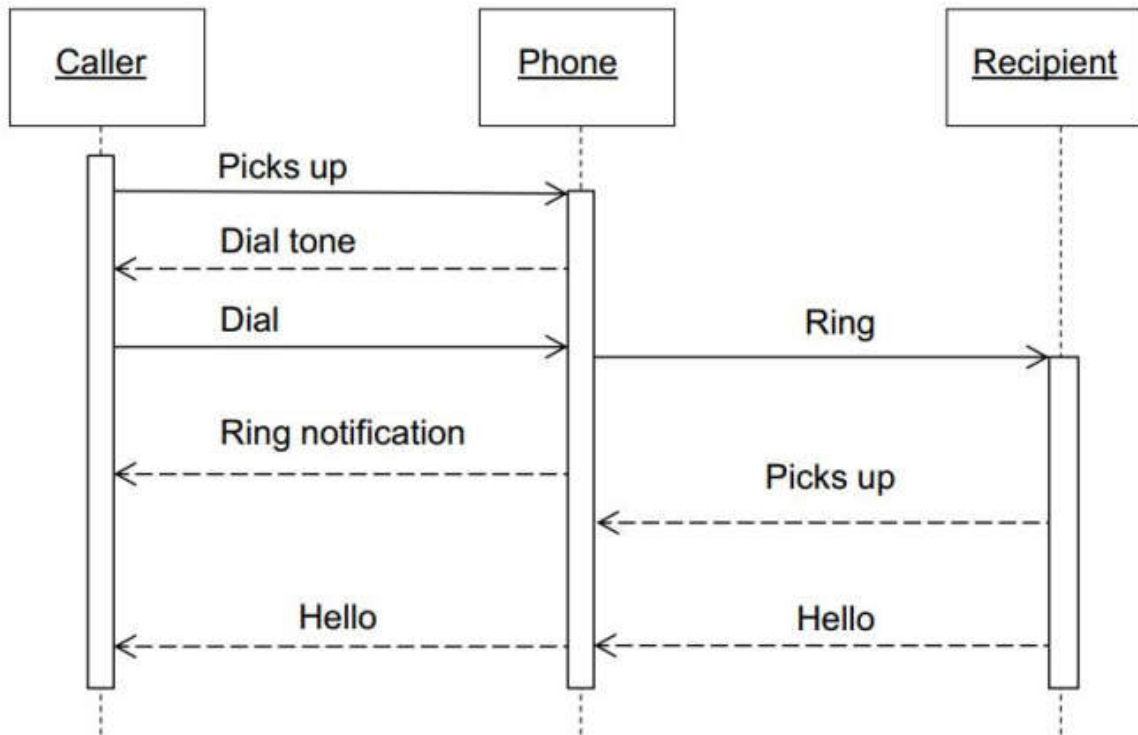 Caller
Phone
Recipient
Picks up
Dial tone
Dial
Ring
Ring notification
Picks up
Hello
Hello